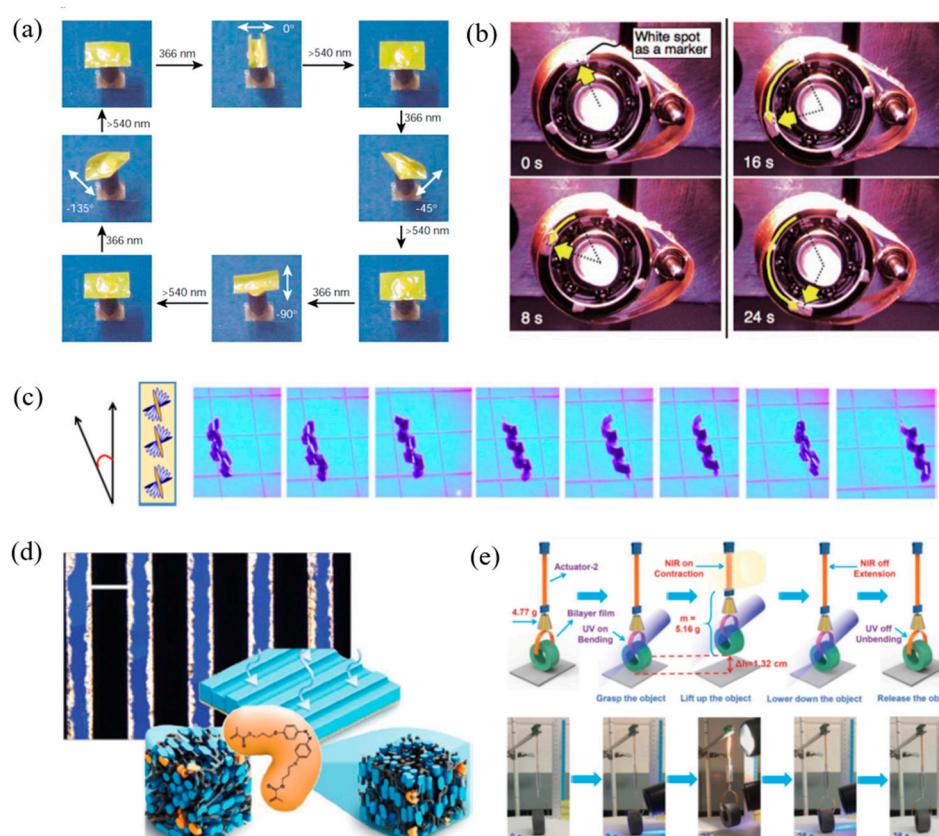 (a)
366 nm
0°
>540 nm
366 nm
-45°
>540 nm
366 nm
-90°
>540 nm
366 nm
-135°
>540 nm
(b)
White spot
as a marker
0 s
16 s
8 s
24 s
(c)
(d)
(e)
Actuator-2
4.77 g
Bilayer film
UV on
Bending
Grasp the object
NIR on
Contraction
m =
5.16 g
Δh=1.32 cm
Lift up the object
NIR off
Extension
Lower down the object
UV off
Unbending
Release the ob